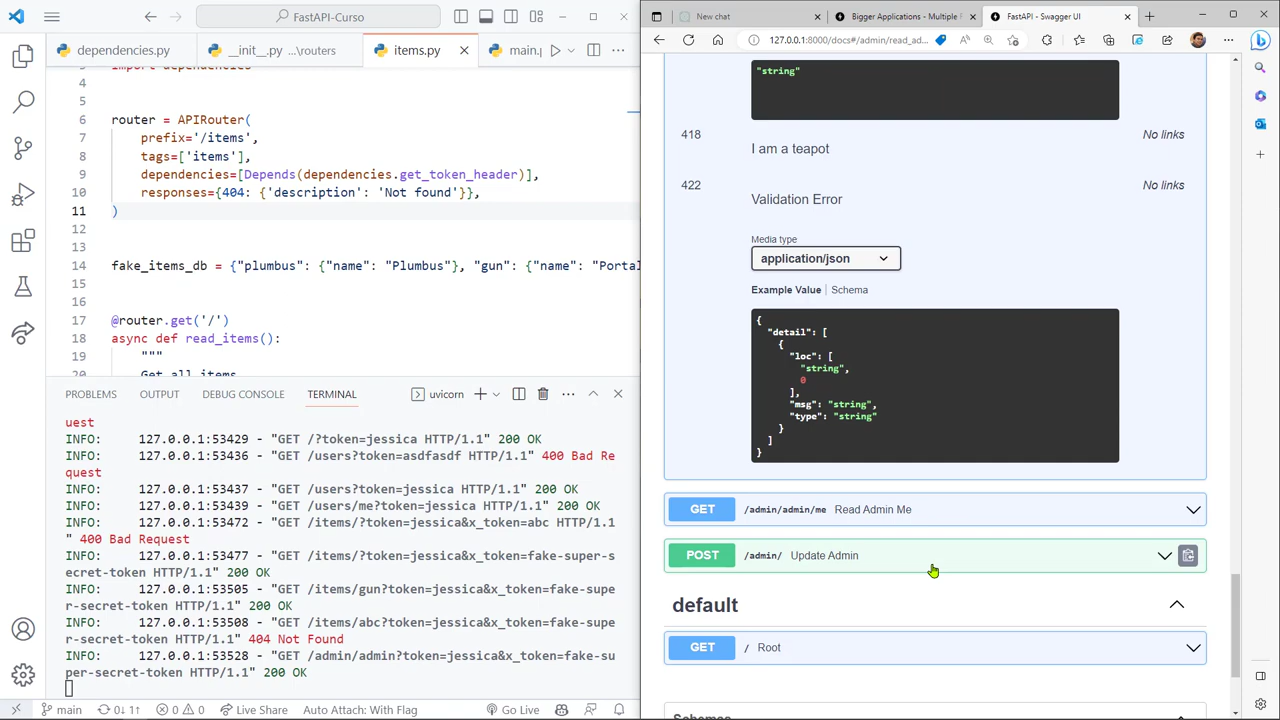 FastAPI-Curso
dependencies.py
__init__.py ...\routers
items.py
main.p
4
5
6 router = APIRouter(
7 prefix='/items',
8 tags=['items'],
9 dependencies=[Depends(dependencies.get_token_header)],
10 responses={404: {'description': 'Not found'}},
11 )
12
13
14 fake_items_db = {"plumbus": {"name": "Plumbus"}, "gun": {"name": "Portal
15
16
17 @router.get('/')
18 async def read_items():
19 """
20 Get all items
PROBLEMS OUTPUT DEBUG CONSOLE TERMINAL uvicorn
uest
INFO: 127.0.0.1:53429 - "GET /?token=jessica HTTP/1.1" 200 OK
INFO: 127.0.0.1:53436 - "GET /users?token=asdfasdf HTTP/1.1" 400 Bad Re
quest
INFO: 127.0.0.1:53437 - "GET /users?token=jessica HTTP/1.1" 200 OK
INFO: 127.0.0.1:53439 - "GET /users/me?token=jessica HTTP/1.1" 200 OK
INFO: 127.0.0.1:53472 - "GET /items/?token=jessica&x_token=abc HTTP/1.1
" 400 Bad Request
INFO: 127.0.0.1:53477 - "GET /items/?token=jessica&x_token=fake-super-s
ecret-token HTTP/1.1" 200 OK
INFO: 127.0.0.1:53505 - "GET /items/gun?token=jessica&x_token=fake-supe
r-secret-token HTTP/1.1" 200 OK
INFO: 127.0.0.1:53508 - "GET /items/abc?token=jessica&x_token=fake-supe
r-secret-token HTTP/1.1" 404 Not Found
INFO: 127.0.0.1:53528 - "GET /admin/admin?token=jessica&x_token=fake-su
per-secret-token HTTP/1.1" 200 OK
main 0↓ 1↑ 0 0 Live Share Auto Attach: With Flag Go Live
New chat
Bigger Applications - Multiple F
FastAPI - Swagger UI
127.0.0.1:8000/docs#/admin/read_ad...
"string"
418 No links
I am a teapot
422 No links
Validation Error
Media type
application/json
Example Value | Schema
{
"detail": [
{
"loc": [
"string",
0
],
"msg": "string",
"type": "string"
}
]
}
GET /admin/admin/me Read Admin Me
POST /admin/ Update Admin
default
GET / Root